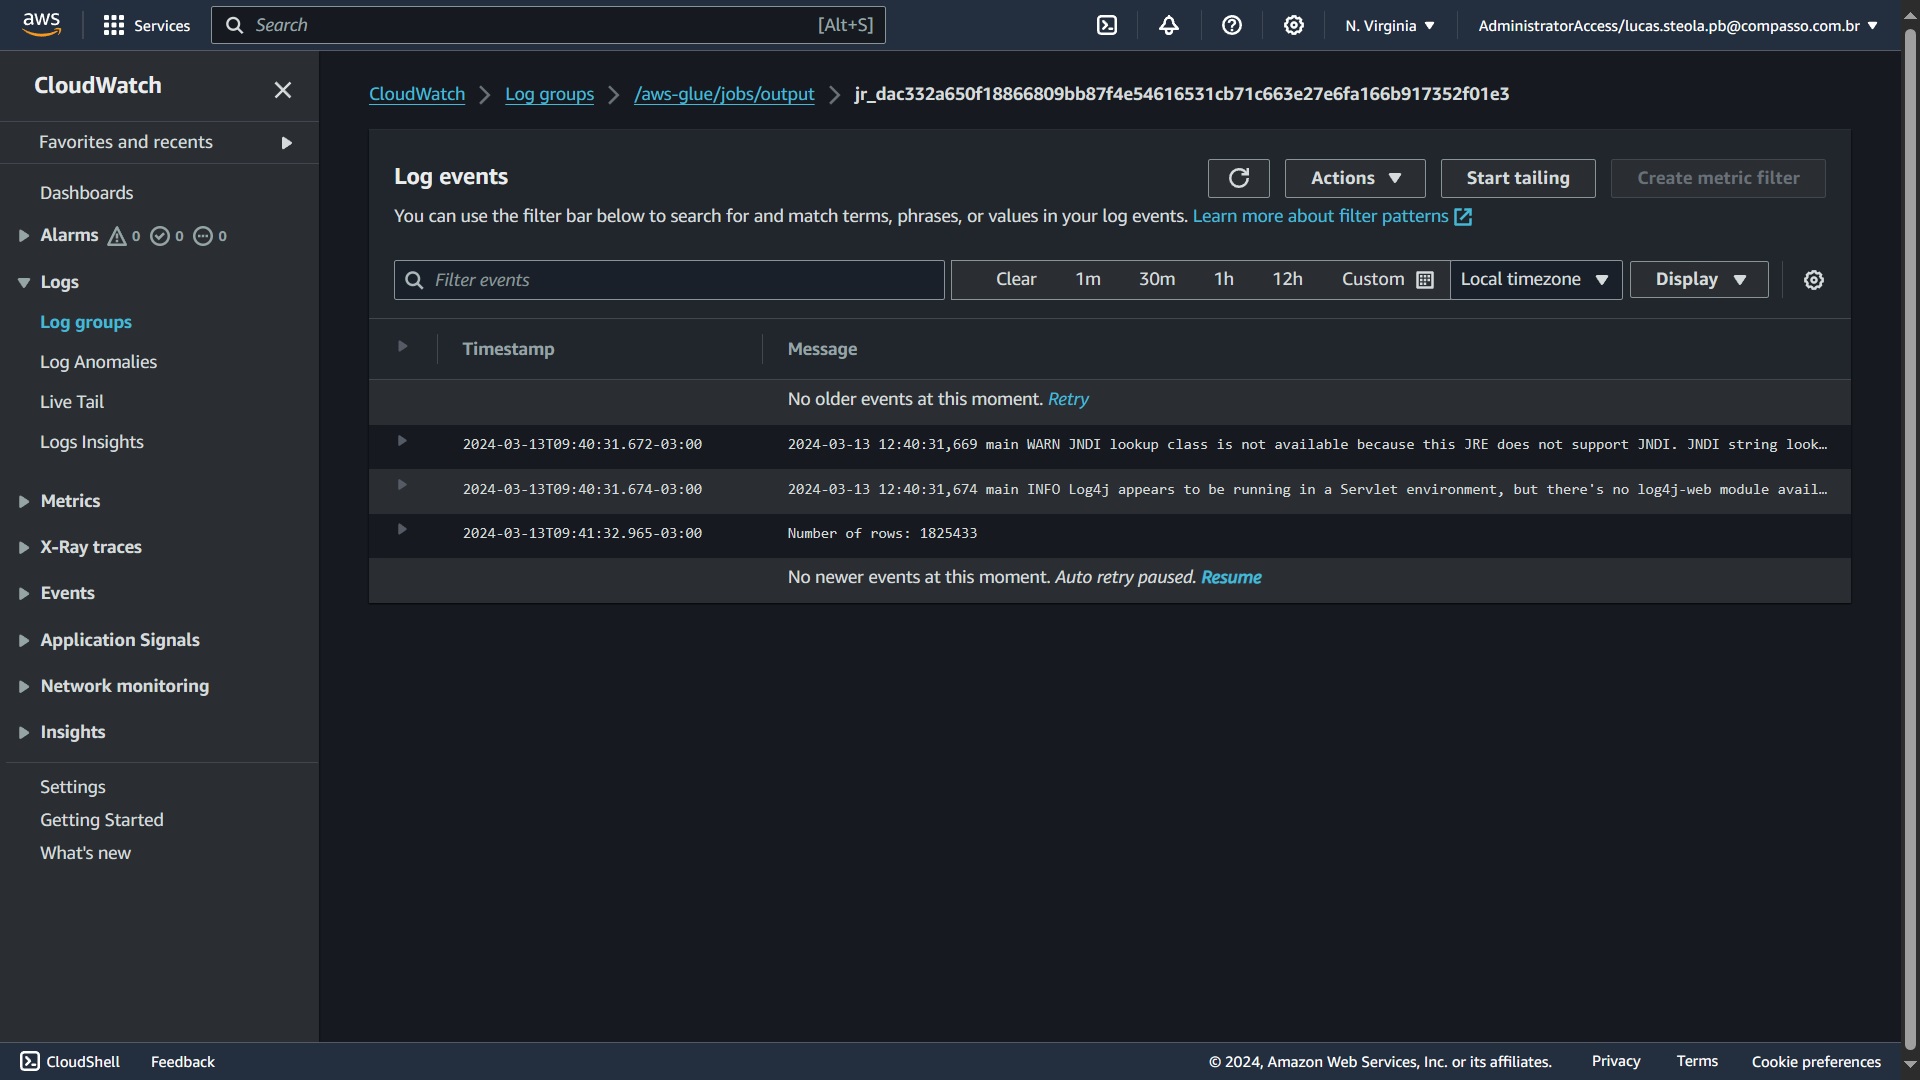 aws
Services
Search
[Alt+S]
N. Virginia
AdministratorAccess/lucas.steola.pb@compasso.com.br
CloudWatch
Favorites and recents
Dashboards
Alarms 0 0 0
Logs
Log groups
Log Anomalies
Live Tail
Logs Insights
Metrics
X-Ray traces
Events
Application Signals
Network monitoring
Insights
Settings
Getting Started
What's new
CloudWatch > Log groups > /aws-glue/jobs/output > jr_dac332a650f18866809bb87f4e54616531cb71c663e27e6fa166b917352f01e3
Log events
Actions
Start tailing
Create metric filter
You can use the filter bar below to search for and match terms, phrases, or values in your log events. Learn more about filter patterns
Filter events
Clear 1m 30m 1h 12h Custom
Local timezone
Display
Timestamp Message
No older events at this moment. Retry
2024-03-13T09:40:31.672-03:00 2024-03-13 12:40:31,669 main WARN JNDI lookup class is not available because this JRE does not support JNDI. JNDI string look…
2024-03-13T09:40:31.674-03:00 2024-03-13 12:40:31,674 main INFO Log4j appears to be running in a Servlet environment, but there's no log4j-web module avail…
2024-03-13T09:41:32.965-03:00 Number of rows: 1825433
No newer events at this moment. Auto retry paused. Resume
CloudShell
Feedback
© 2024, Amazon Web Services, Inc. or its affiliates.
Privacy
Terms
Cookie preferences